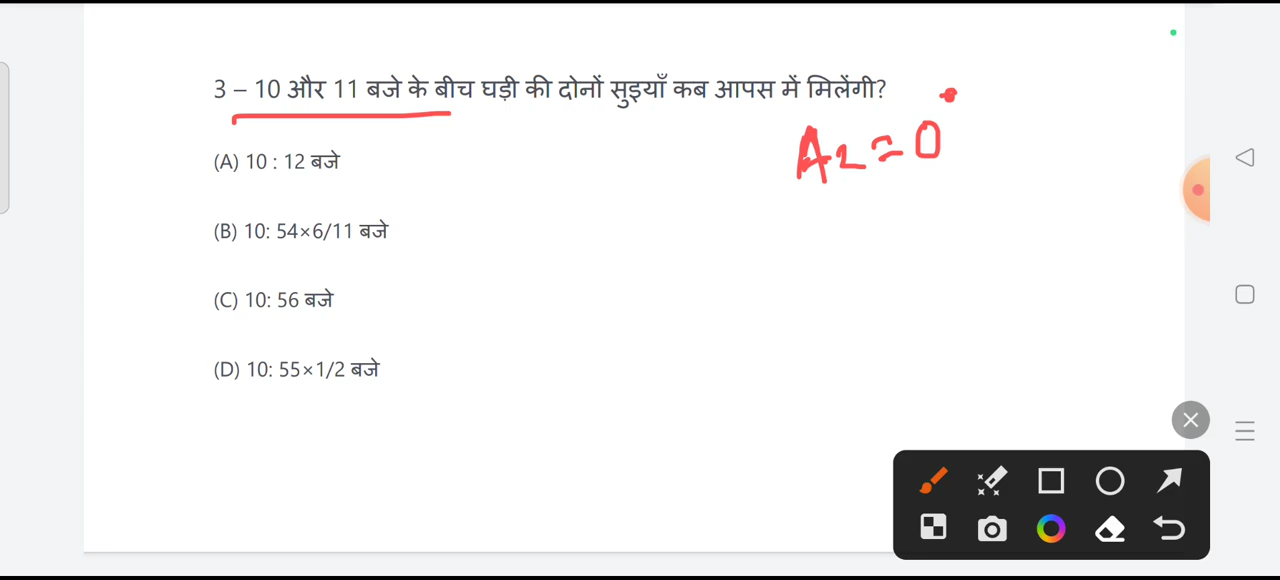 3 – 10 और 11 बजे के बीच घड़ी की दोनों सुइयाँ कब आपस में मिलेंगी?
A2 = 0°
(A) 10 : 12 बजे
(B) 10: 54×6/11 बजे
(C) 10: 56 बजे
(D) 10: 55×1/2 बजे